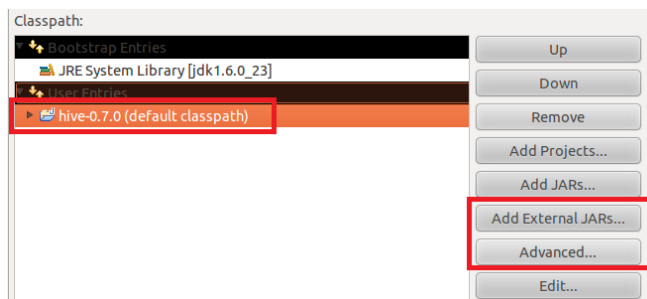 Classpath:
Bootstrap Entries
JRE System Library [jdk1.6.0_23]
User Entries
hive-0.7.0 (default classpath)
Up
Down
Remove
Add Projects...
Add JARs...
Add External JARs...
Advanced...
Edit...